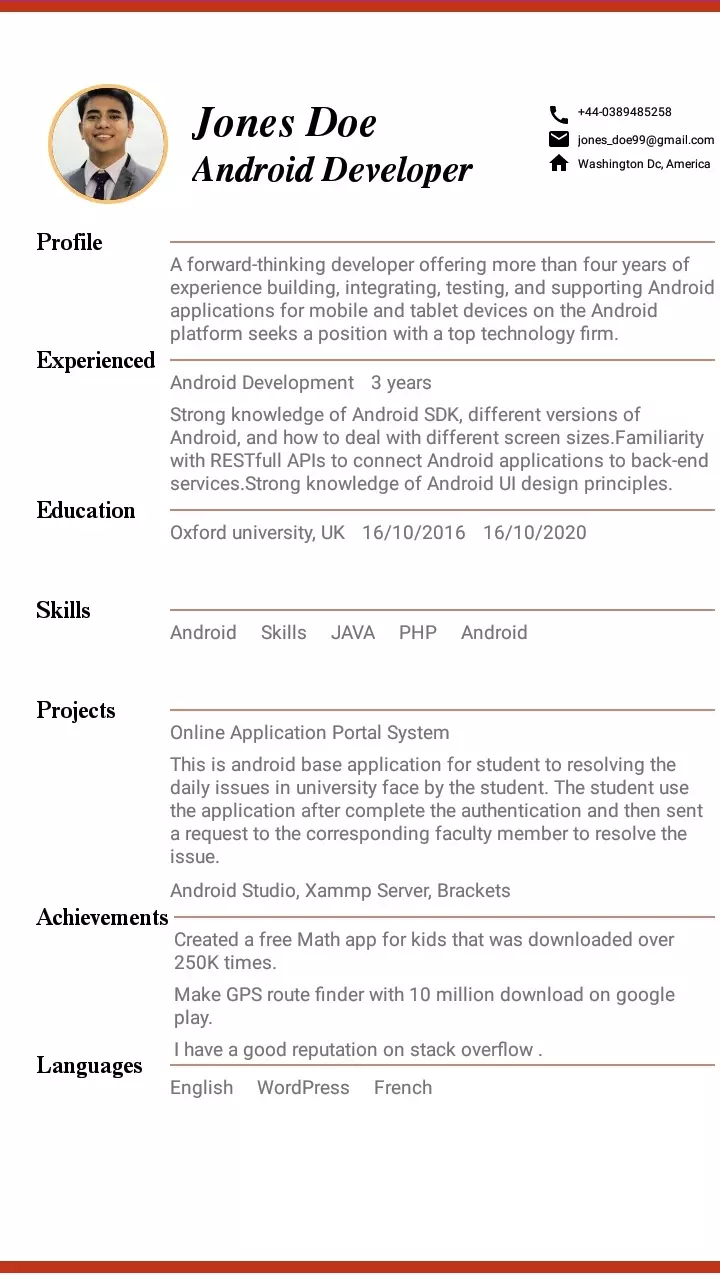 Jones Doe
Android Developer
+44-0389485258
jones_doe99@gmail.com
Washington Dc, America
Profile
A forward-thinking developer offering more than four years of
experience building, integrating, testing, and supporting Android
applications for mobile and tablet devices on the Android
platform seeks a position with a top technology firm.
Experienced
Android Development 3 years
Strong knowledge of Android SDK, different versions of
Android, and how to deal with different screen sizes.Familiarity
with RESTfull APIs to connect Android applications to back-end
services.Strong knowledge of Android UI design principles.
Education
Oxford university, UK 16/10/2016 16/10/2020
Skills
Android Skills JAVA PHP Android
Projects
Online Application Portal System
This is android base application for student to resolving the
daily issues in university face by the student. The student use
the application after complete the authentication and then sent
a request to the corresponding faculty member to resolve the
issue.
Android Studio, Xammp Server, Brackets
Achievements
Created a free Math app for kids that was downloaded over
250K times.
Make GPS route finder with 10 million download on google
play.
I have a good reputation on stack overflow .
Languages
English WordPress French